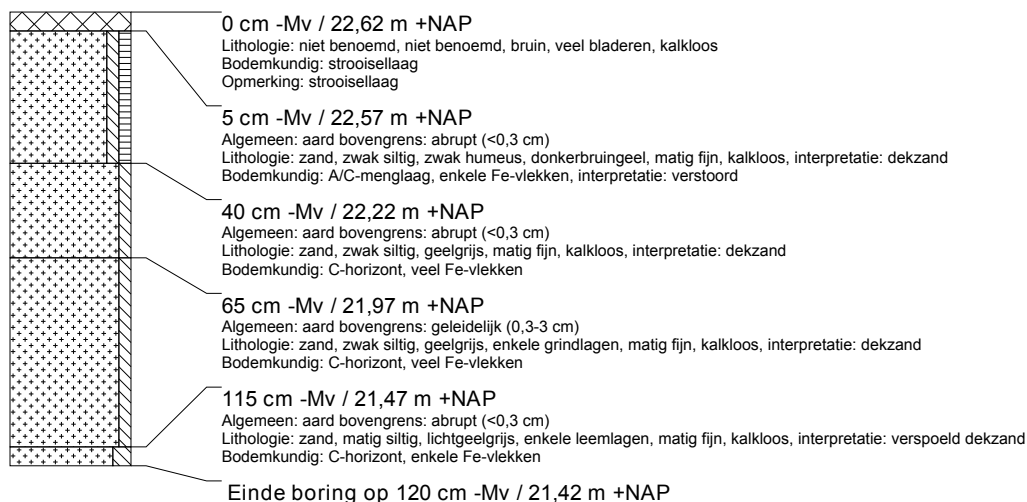 0 cm -Mv / 22,62 m +NAP
Lithologie: niet benoemd, niet benoemd, bruin, veel bladeren, kalkloos
Bodemkundig: strooisellaag
Opmerking: strooisellaag
5 cm -Mv / 22,57 m +NAP
Algemeen: aard bovengrens: abrupt (<0,3 cm)
Lithologie: zand, zwak siltig, zwak humeus, donkerbruingeel, matig fijn, kalkloos, interpretatie: dekzand
Bodemkundig: A/C-menglaag, enkele Fe-vlekken, interpretatie: verstoord
40 cm -Mv / 22,22 m +NAP
Algemeen: aard bovengrens: abrupt (<0,3 cm)
Lithologie: zand, zwak siltig, geelgrijs, matig fijn, kalkloos, interpretatie: dekzand
Bodemkundig: C-horizont, veel Fe-vlekken
65 cm -Mv / 21,97 m +NAP
Algemeen: aard bovengrens: geleidelijk (0,3-3 cm)
Lithologie: zand, zwak siltig, geelgrijs, enkele grindlagen, matig fijn, kalkloos, interpretatie: dekzand
Bodemkundig: C-horizont, veel Fe-vlekken
115 cm -Mv / 21,47 m +NAP
Algemeen: aard bovengrens: abrupt (<0,3 cm)
Lithologie: zand, matig siltig, lichtgeelgrijs, enkele leemlagen, matig fijn, kalkloos, interpretatie: verspoeld dekzand
Bodemkundig: C-horizont, enkele Fe-vlekken
Einde boring op 120 cm -Mv / 21,42 m +NAP